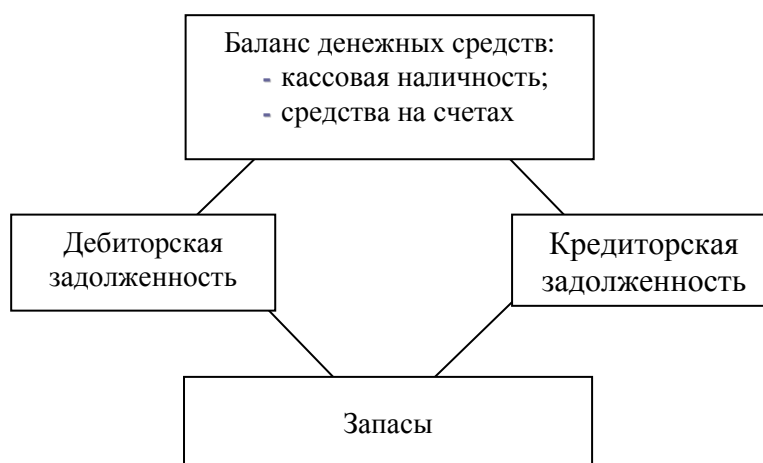 Баланс денежных средств:
- кассовая наличность;
- средства на счетах
Дебиторская
задолженность
Кредиторская
задолженность
Запасы